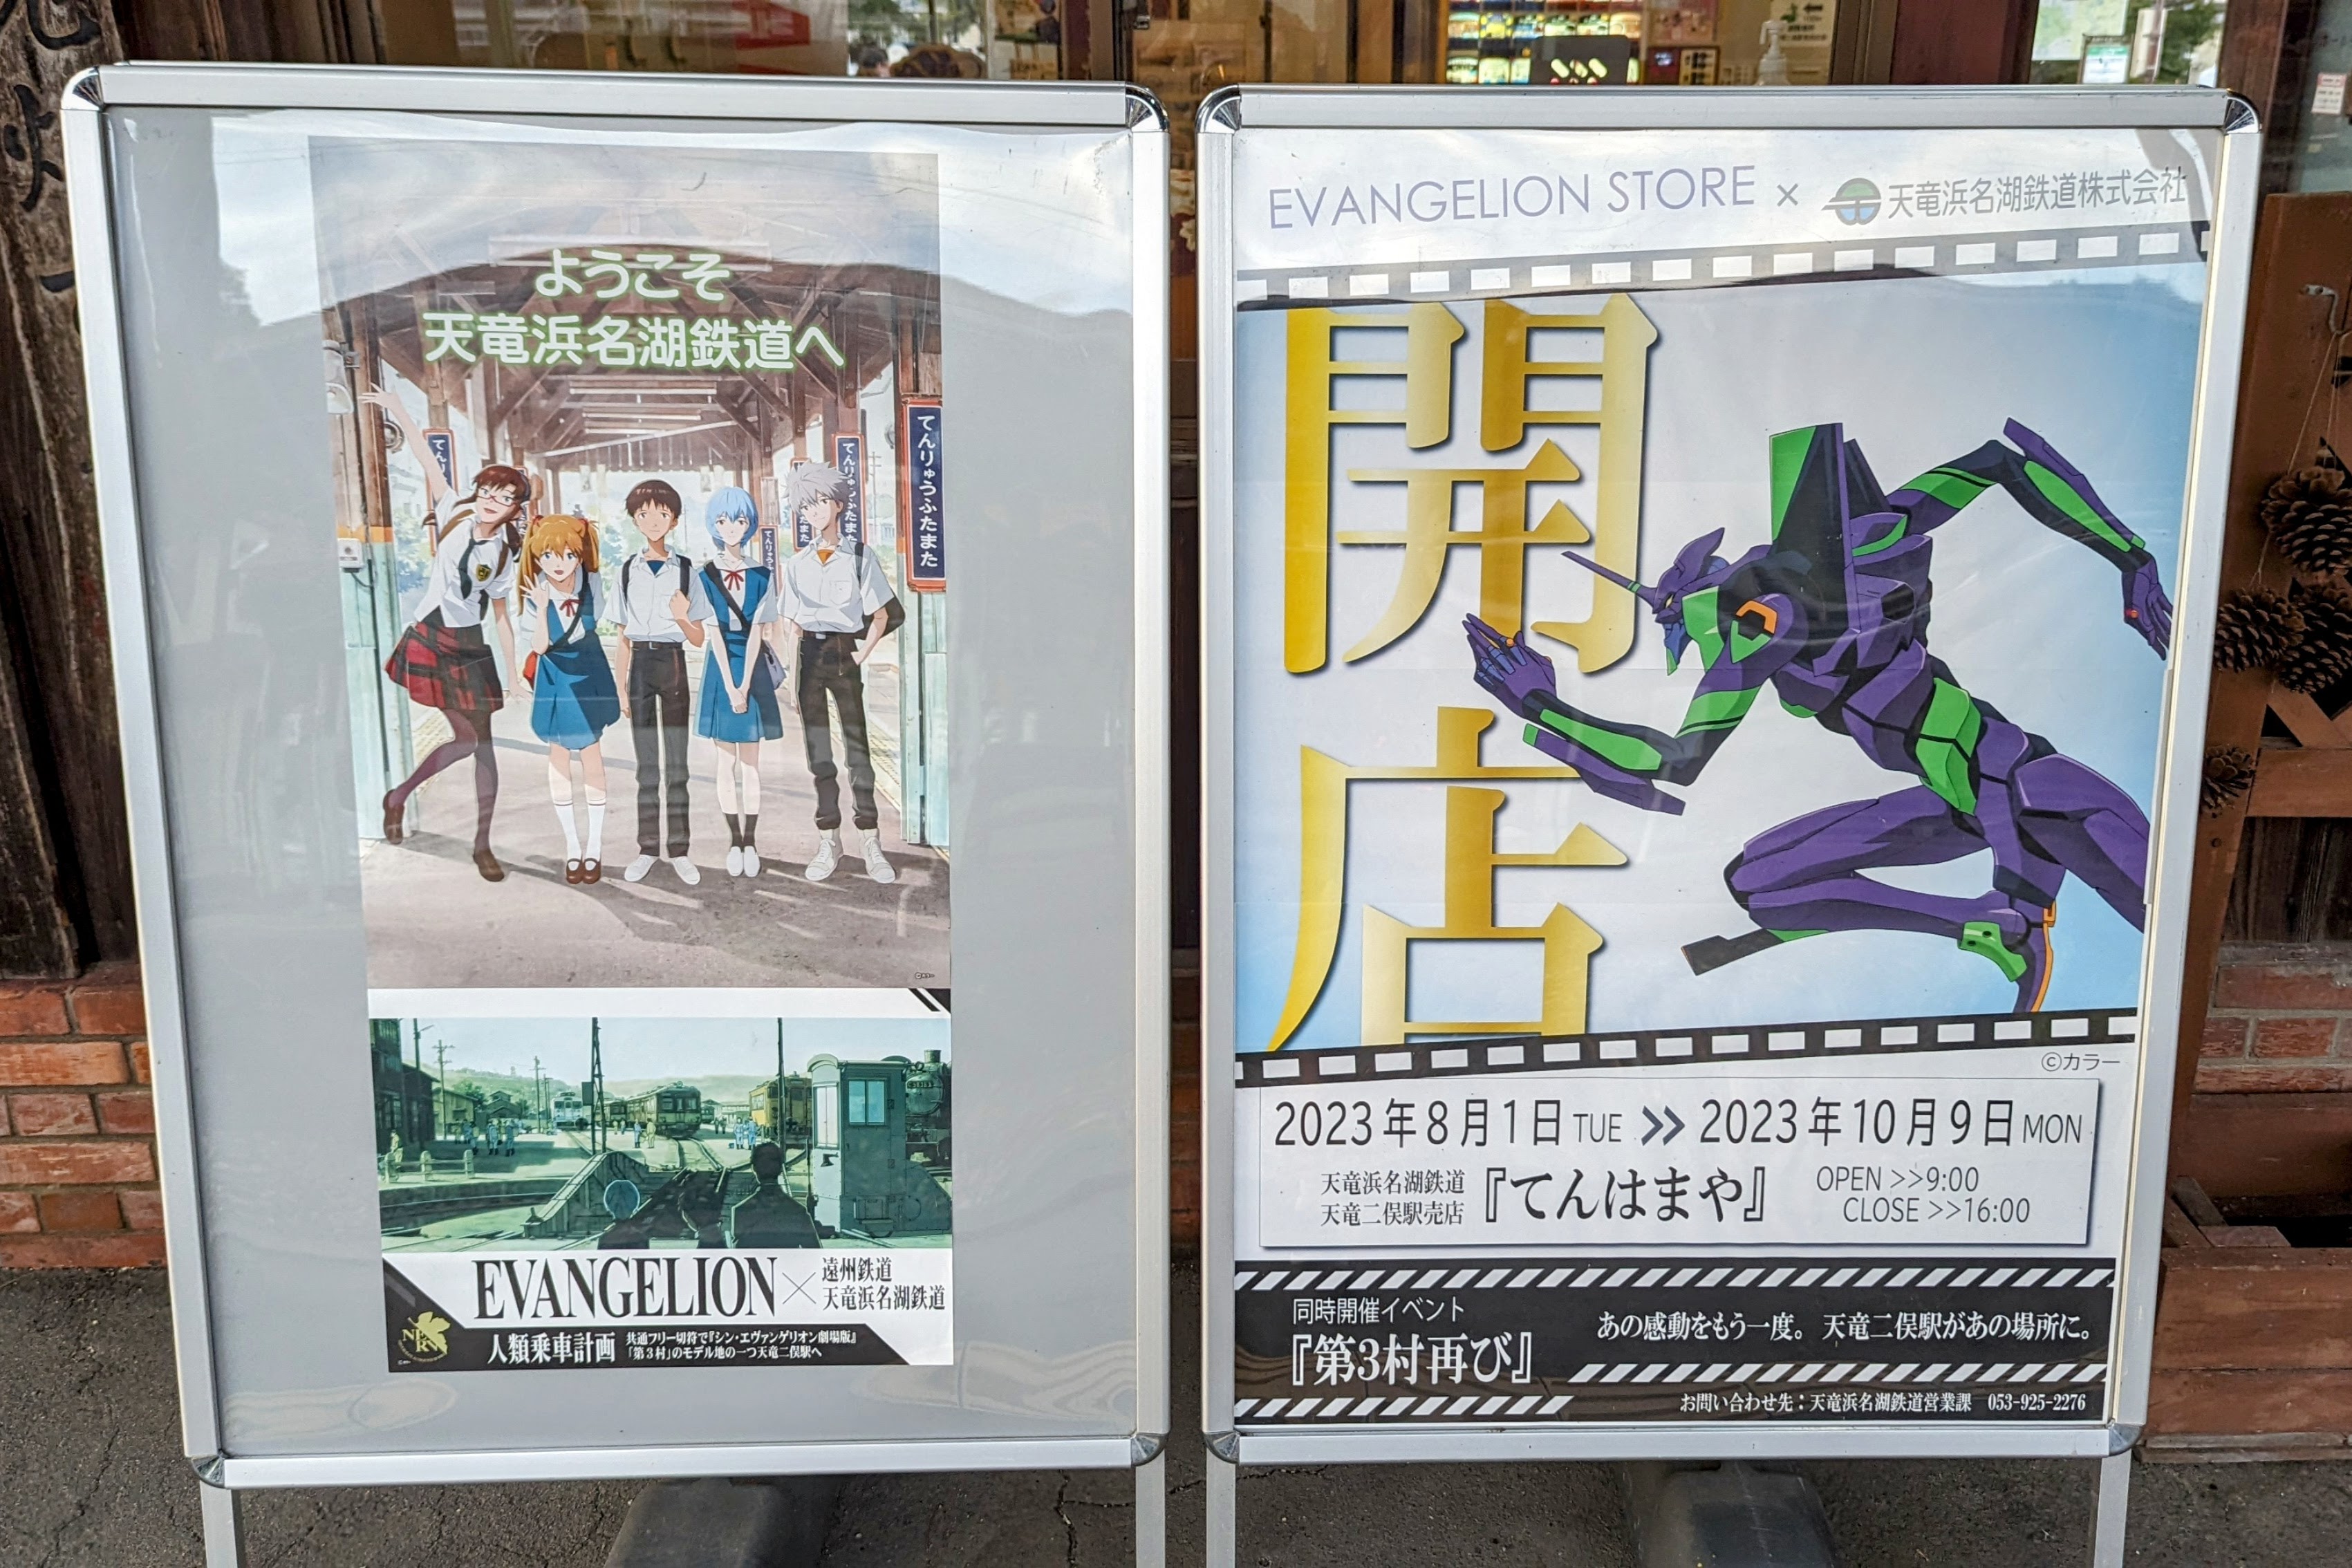 ようこそ
天竜浜名湖鉄道へ
てんりゅうふたまた
EVANGELION × 遠州鉄道
天竜浜名湖鉄道
人類乗車計画
共通フリー切符で『シン・エヴァンゲリオン劇場版』
「第3村」のモデル地の一つ天竜二俣駅へ
EVANGELION STORE × 天竜浜名湖鉄道株式会社
開店
©カラー
2023年8月1日 TUE >> 2023年10月9日 MON
天竜浜名湖鉄道
天竜二俣駅売店
『てんはまや』
OPEN >>9:00
CLOSE >>16:00
同時開催イベント
『第3村再び』
あの感動をもう一度。天竜二俣駅があの場所に。
お問い合わせ先：天竜浜名湖鉄道営業課 053-925-2276